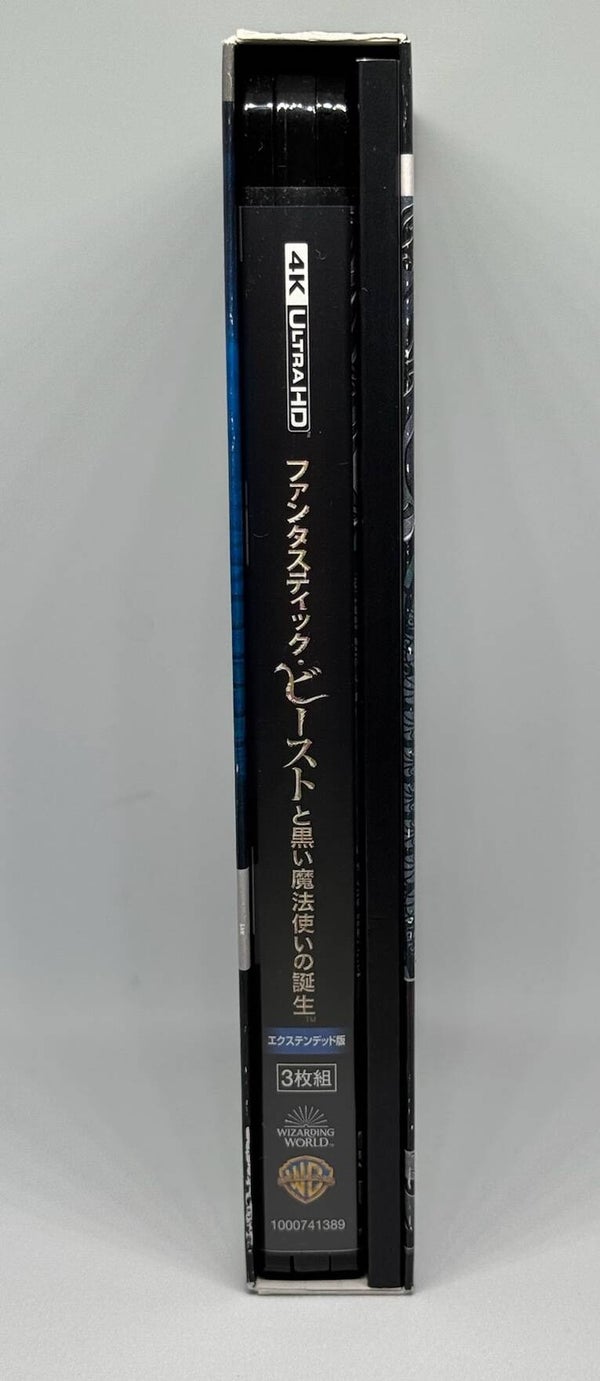 4K ULTRA HD
ファンタスティック・ビーストと黒い魔法使いの誕生
エクステンデッド版
3枚組
WIZARDING
WORLD
WB
1000741389